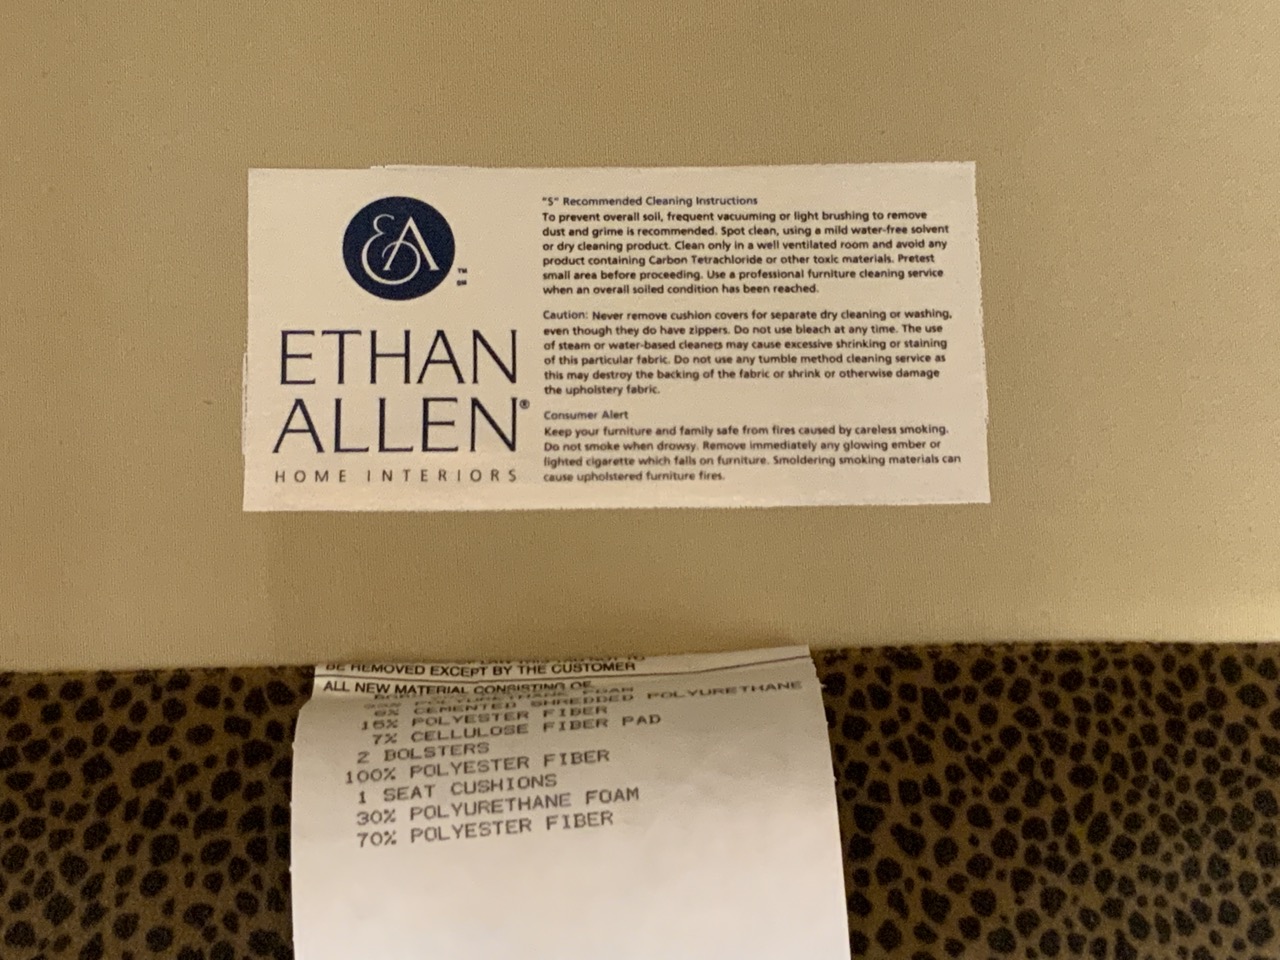 EA
™
SM
ETHAN
ALLEN®
HOME INTERIORS
"S" Recommended Cleaning Instructions
To prevent overall soil, frequent vacuuming or light brushing to remove
dust and grime is recommended. Spot clean, using a mild water-free solvent
or dry cleaning product. Clean only in a well ventilated room and avoid any
product containing Carbon Tetrachloride or other toxic materials. Pretest
small area before proceeding. Use a professional furniture cleaning service
when an overall soiled condition has been reached.
Caution: Never remove cushion covers for separate dry cleaning or washing,
even though they do have zippers. Do not use bleach at any time. The use
of steam or water-based cleaners may cause excessive shrinking or staining
of this particular fabric. Do not use any tumble method cleaning service as
this may destroy the backing of the fabric or shrink or otherwise damage
the upholstery fabric.
Consumer Alert
Keep your furniture and family safe from fires caused by careless smoking.
Do not smoke when drowsy. Remove immediately any glowing ember or
lighted cigarette which falls on furniture. Smoldering smoking materials can
cause upholstered furniture fires.
BE REMOVED EXCEPT BY THE CUSTOMER
ALL NEW MATERIAL CONSISTING OF
POLYURETHANE FOAM
CEMENTED SHREDDED POLYURETHANE
15% POLYESTER FIBER
7% CELLULOSE FIBER PAD
2 BOLSTERS
100% POLYESTER FIBER
1 SEAT CUSHIONS
30% POLYURETHANE FOAM
70% POLYESTER FIBER